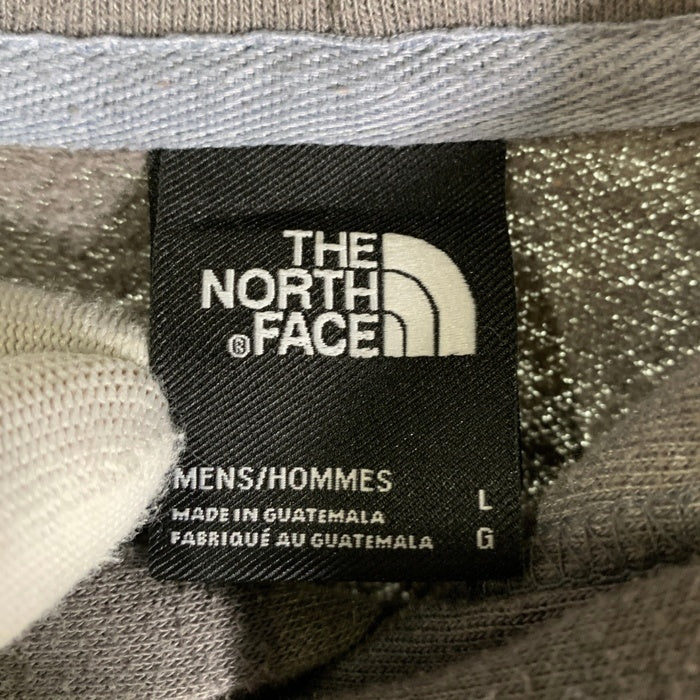 THE
NORTH
®FACE
MENS/HOMMES L
MADE IN GUATEMALA
FABRIQUÉ AU GUATEMALA G